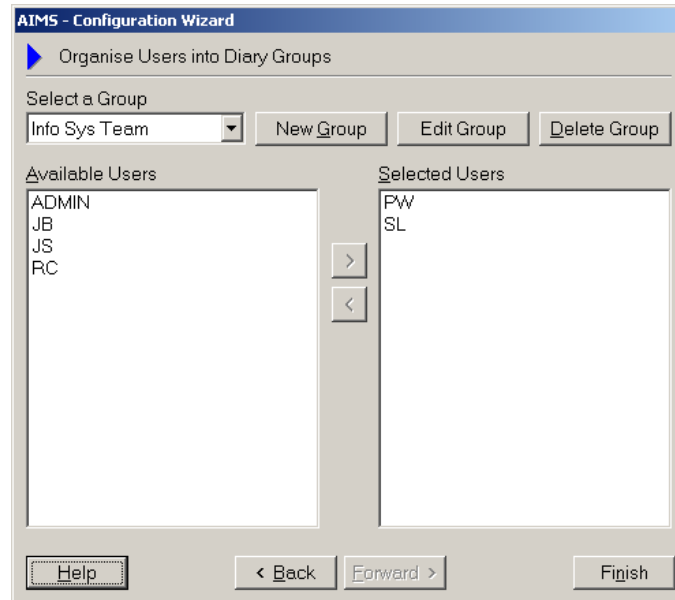 AIMS - Configuration Wizard
Organise Users into Diary Groups
Select a Group
Info Sys Team New Group Edit Group Delete Group
Available Users Selected Users
ADMIN PW
JB SL
JS
RC
>
<
Help < Back Forward > Finish